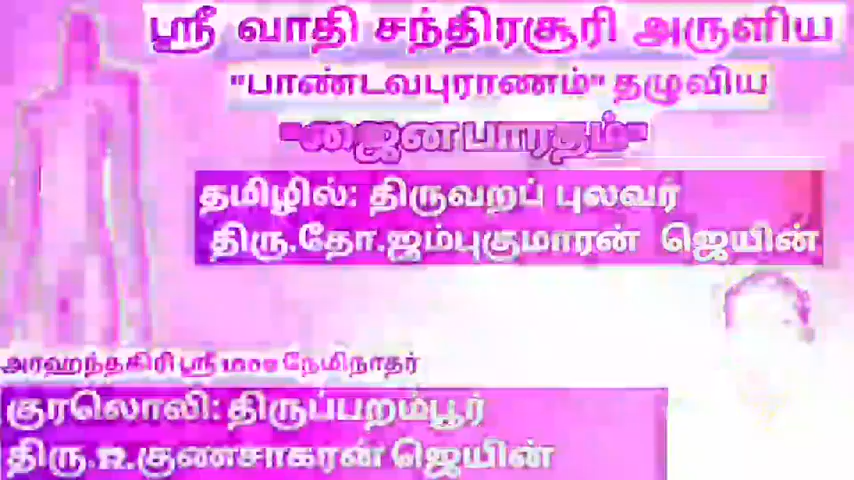 ஸ்ரீ வாதி சந்திரசூரி அருளிய
"பாண்டவபுராணம்" தழுவிய
"ஜைனபாரதம்"
தமிழில்: திருவறப் புலவர்
திரு.தோ.ஜம்புகுமாரன் ஜெயின்
அரஹந்தகிரி ஸ்ரீ 1008 நேமிநாதர்
குரலொலி: திருப்பறம்பூர்
திரு.ஐ.குணசாகரன் ஜெயின்